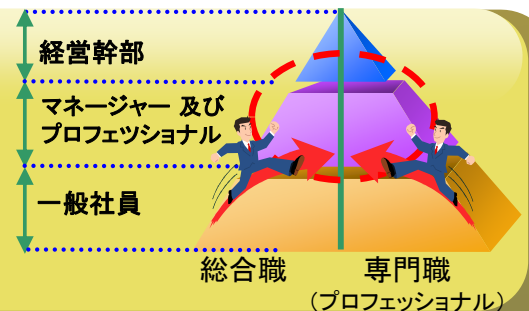 経営幹部
マネージャー 及び
プロフェツショナル
一般社員
総合職
専門職
(プロフェッショナル)